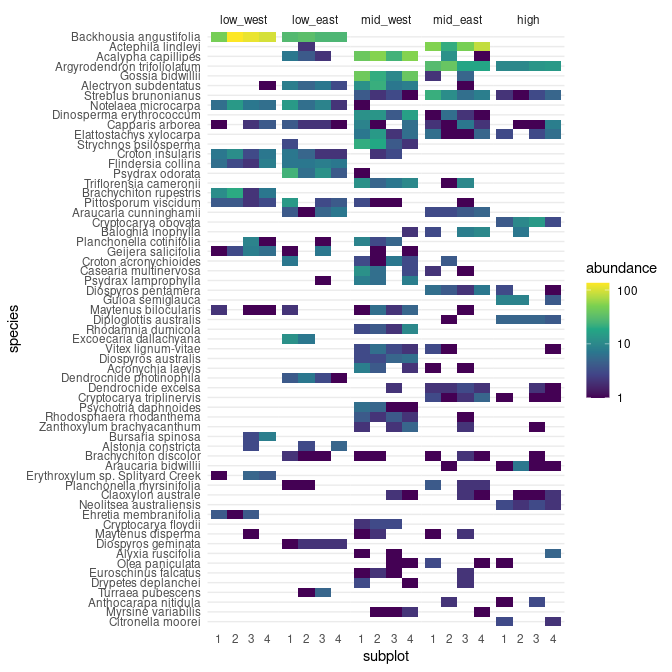 low_west low_east mid_west mid_east high
Backhousia angustifolia
Actephila lindleyi
Acalypha capillipes
Argyrodendron trifoliolatum
Gossia bidwillii
Alectryon subdentatus
Streblus brunonianus
Notelaea microcarpa
Dinosperma erythrococcum
Capparis arborea
Elattostachys xylocarpa
Strychnos psilosperma
Croton insularis
Flindersia collina
Psydrax odorata
Triflorensia cameronii
Brachychiton rupestris
Pittosporum viscidum
Araucaria cunninghamii
Cryptocarya obovata
Baloghia inophylla
Planchonella cotinifolia
Geijera salicifolia
Croton acronychioides
Casearia multinervosa
Psydrax lamprophylla
Diospyros pentamera
Guioa semiglauca
Maytenus bilocularis
Diploglottis australis
Rhodamnia dumicola
Excoecaria dallachyana
Vitex lignum-vitae
Diospyros australis
Acronychia laevis
Dendrocnide photinophila
Dendrocnide excelsa
Cryptocarya triplinervis
Psychotria daphnoides
Rhodosphaera rhodanthema
Zanthoxylum brachyacanthum
Bursaria spinosa
Alstonia constricta
Brachychiton discolor
Araucaria bidwillii
Erythroxylum sp. Splityard Creek
Planchonella myrsinifolia
Claoxylon australe
Neolitsea australiensis
Ehretia membranifolia
Cryptocarya floydii
Maytenus disperma
Diospyros geminata
Alyxia ruscifolia
Olea paniculata
Euroschinus falcatus
Drypetes deplanchei
Turraea pubescens
Anthocarapa nitidula
Myrsine variabilis
Citronella moorei
1 2 3 4 1 2 3 4 1 2 3 4 1 2 3 4 1 2 3 4
subplot
species
abundance
100
10
1